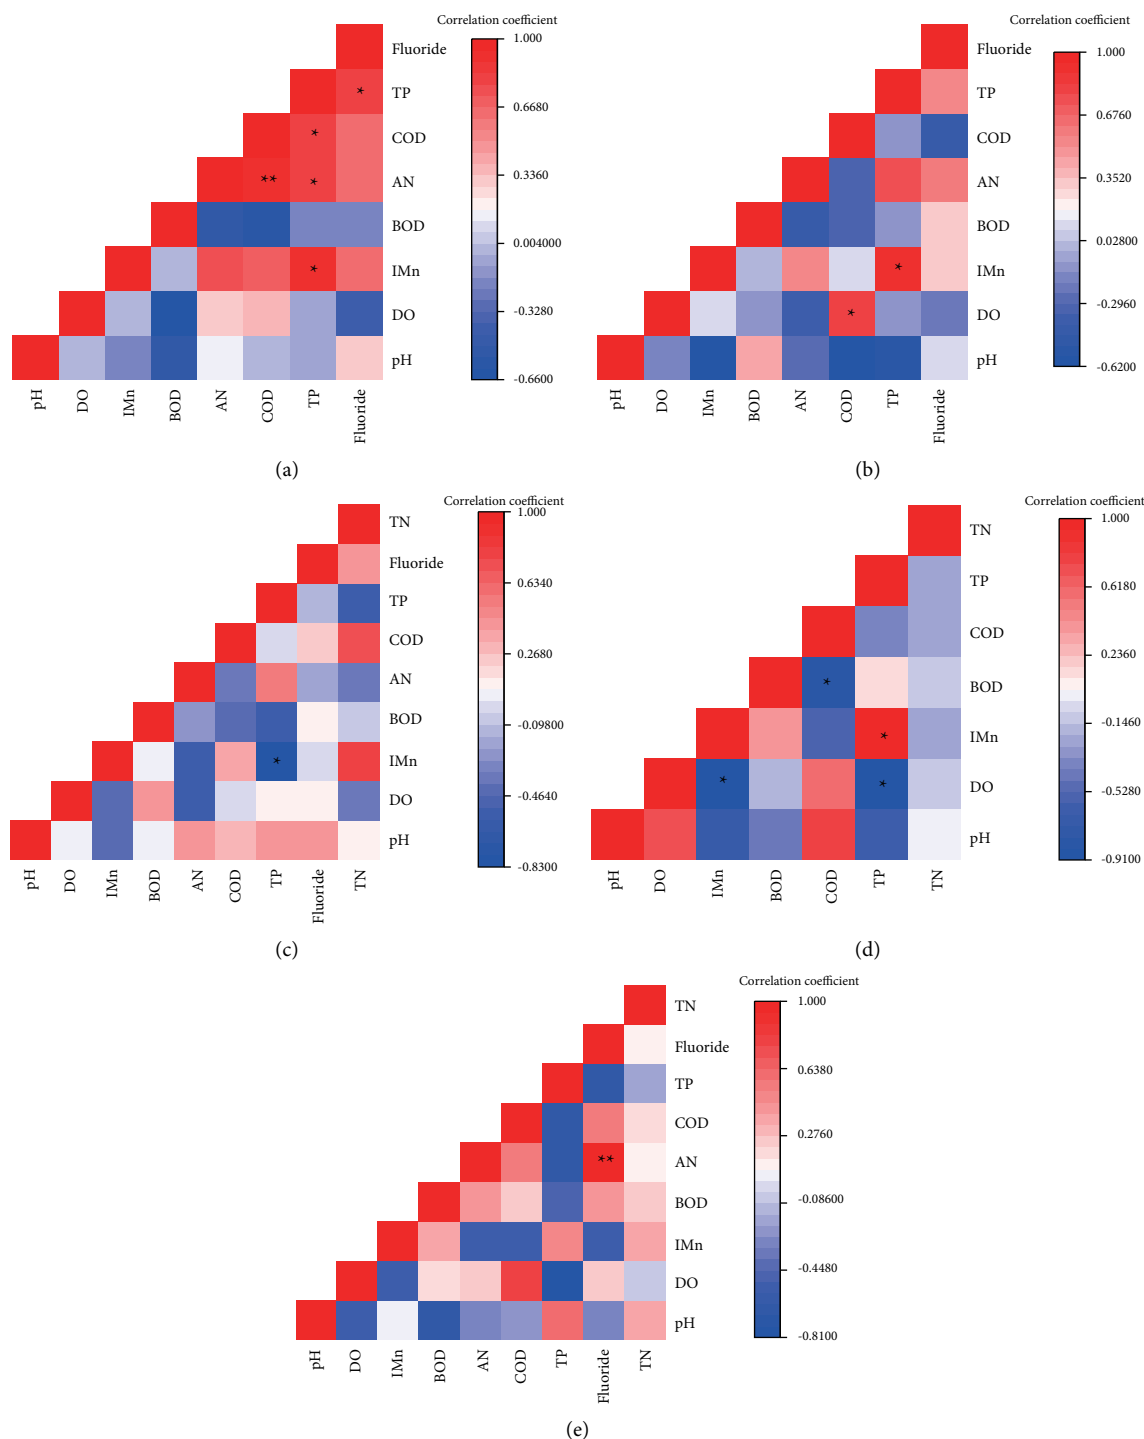 Correlation coefficient
Fluoride
TP
COD
AN
BOD
IMn
DO
pH
*
*
**
*
*
pH
DO
IMn
BOD
AN
COD
TP
Fluoride
1.000
0.6680
0.3360
0.004000
-0.3280
-0.6600
(a)
Correlation coefficient
Fluoride
TP
COD
AN
BOD
IMn
DO
pH
*
*
pH
DO
IMn
BOD
AN
COD
TP
Fluoride
1.000
0.6760
0.3520
0.02800
-0.2960
-0.6200
(b)
Correlation coefficient
TN
Fluoride
TP
COD
AN
BOD
IMn
DO
pH
*
pH
DO
IMn
BOD
AN
COD
TP
Fluoride
TN
1.000
0.6340
0.2680
-0.09800
-0.4640
-0.8300
(c)
Correlation coefficient
TN
TP
COD
BOD
IMn
DO
pH
*
*
*
*
pH
DO
IMn
BOD
COD
TP
TN
1.000
0.6180
0.2360
-0.1460
-0.5280
-0.9100
(d)
Correlation coefficient
TN
Fluoride
TP
COD
AN
BOD
IMn
DO
pH
**
pH
DO
IMn
BOD
AN
COD
TP
Fluoride
TN
1.000
0.6380
0.2760
-0.08600
-0.4480
-0.8100
(e)